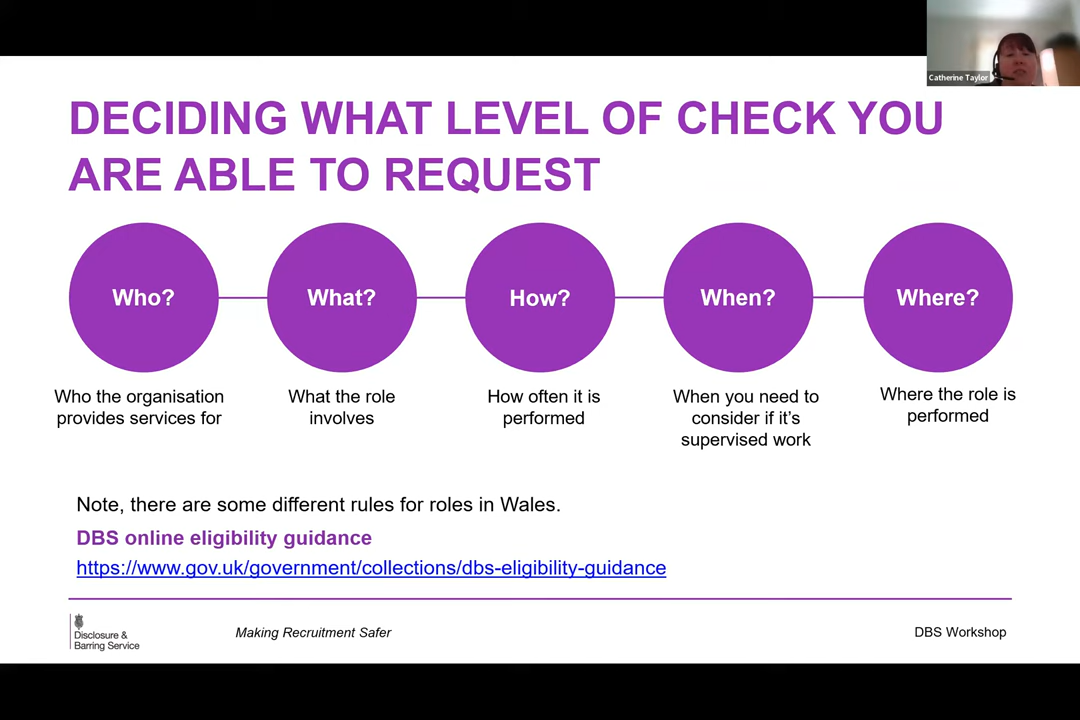 Catherine Taylor
DECIDING WHAT LEVEL OF CHECK YOU
ARE ABLE TO REQUEST
Who?
What?
How?
When?
Where?
Who the organisation
provides services for
What the role
involves
How often it is
performed
When you need to
consider if it's
supervised work
Where the role is
performed
Note, there are some different rules for roles in Wales.
DBS online eligibility guidance
https://www.gov.uk/government/collections/dbs-eligibility-guidance
Disclosure &
Barring Service
Making Recruitment Safer
DBS Workshop